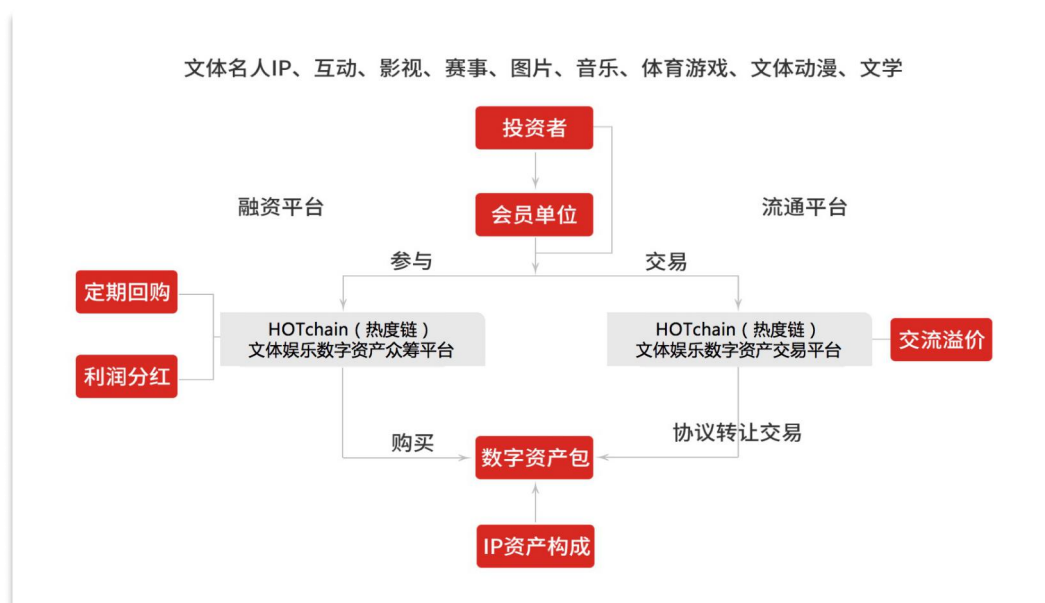 文体名人IP、互动、影视、赛事、图片、音乐、体育游戏、文体动漫、文学
投资者
融资平台
会员单位
流通平台
参与
交易
定期回购
HOTchain（热度链）
文体娱乐数字资产众筹平台
HOTchain（热度链）
文体娱乐数字资产交易平台
交流溢价
利润分红
购买
协议转让交易
数字资产包
IP资产构成